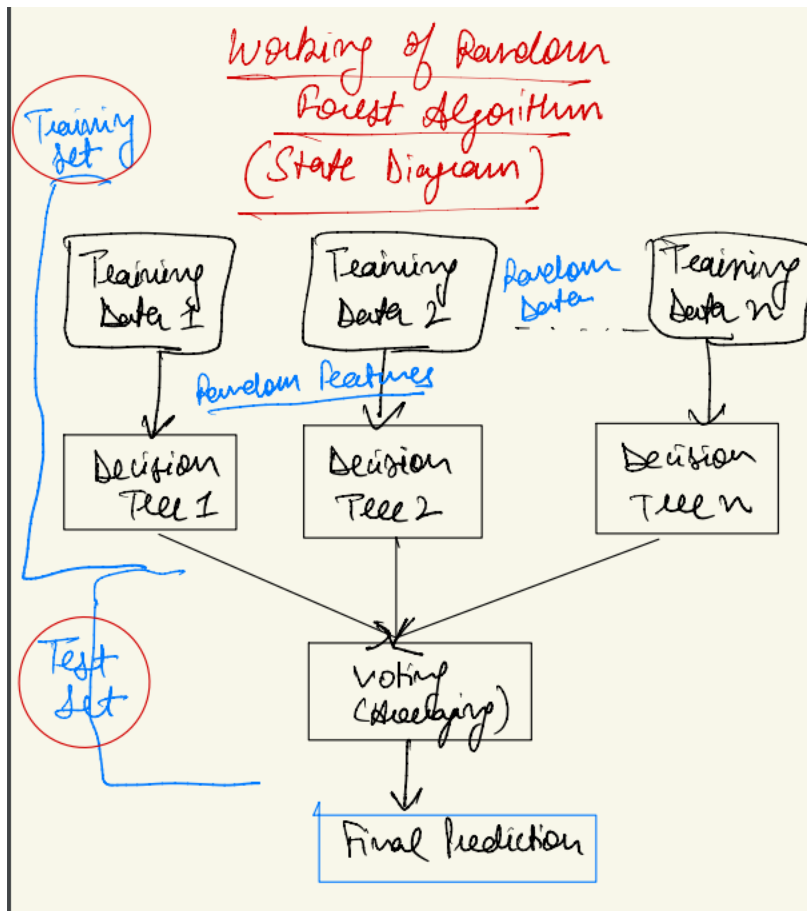 Working of Random
Forest Algorithm
(State Diagram)
Training
Set
Training
Data 1
Training
Data 2
Random
Data
Training
Data n
Random Features
Decision
Tree 1
Decision
Tree 2
Decision
Tree n
Test
Set
Voting
(Averaging)
Final Prediction